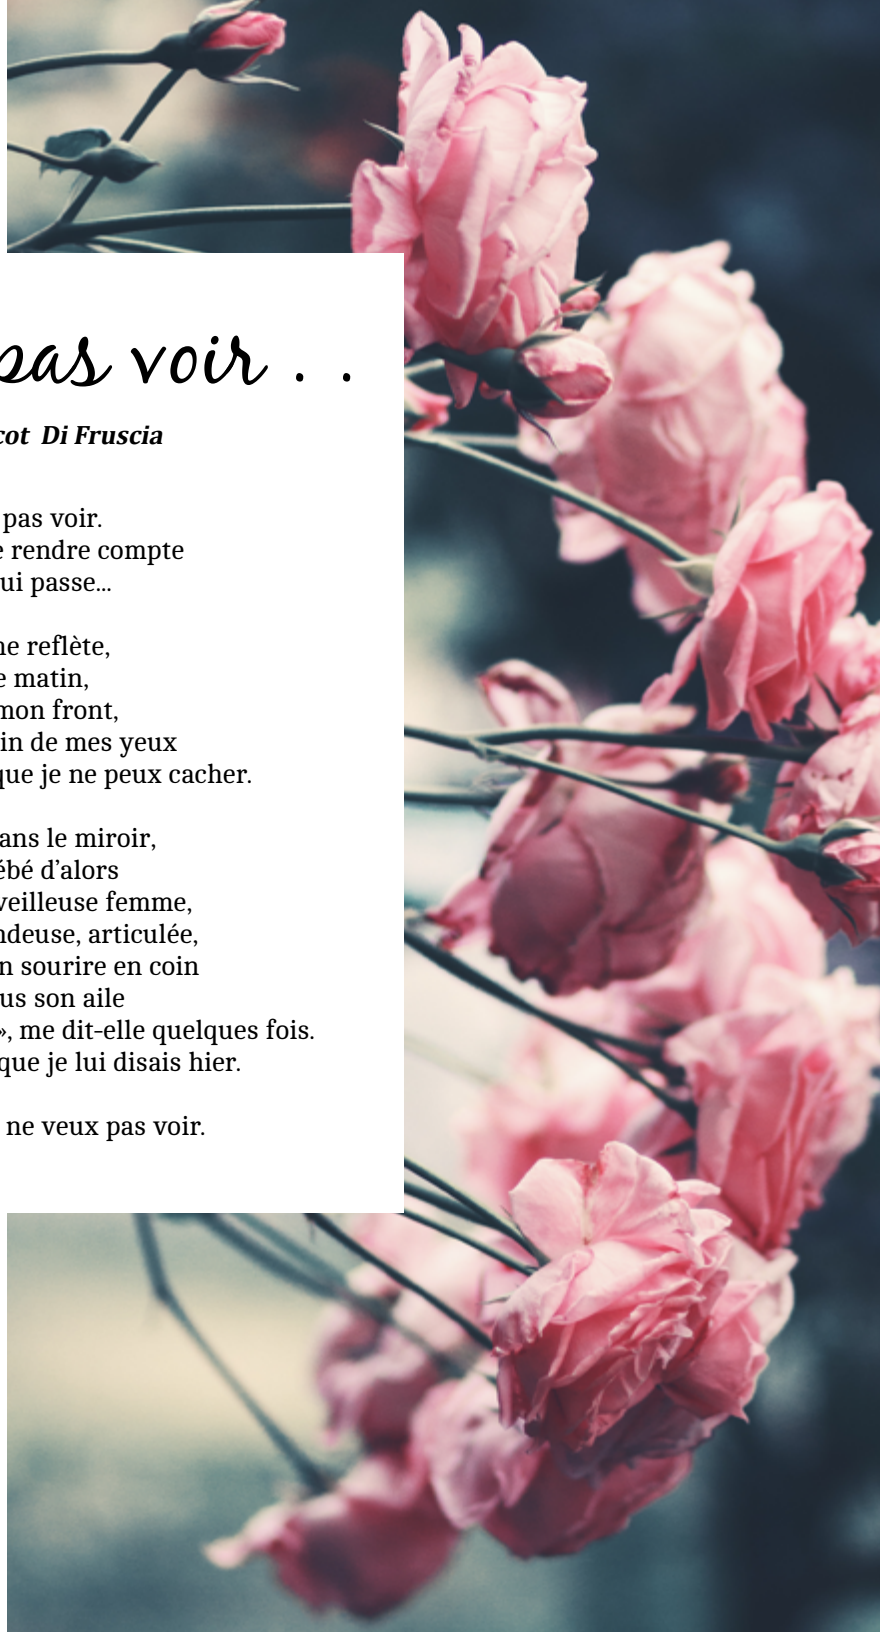 pas voir . .
cot Di Fruscia
pas voir.
e rendre compte
ui passe...
ne reflète,
e matin,
mon front,
in de mes yeux
que je ne peux cacher.
ans le miroir,
ébé d’alors
veilleuse femme,
ndeuse, articulée,
n sourire en coin
us son aile
», me dit-elle quelques fois.
que je lui disais hier.
ne veux pas voir.